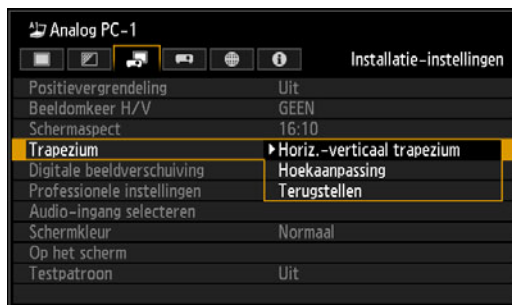 Analog PC-1
Installatie-instellingen
Positievergrendeling Uit
Beeldomkeer H/V GEEN
Schermaspect 16:10
Trapezium Horiz.-verticaal trapezium
Digitale beeldverschuiving Hoekaanpassing
Professionele instellingen Terugstellen
Audio-ingang selecteren
Schermkleur Normaal
Op het scherm
Testpatroon Uit